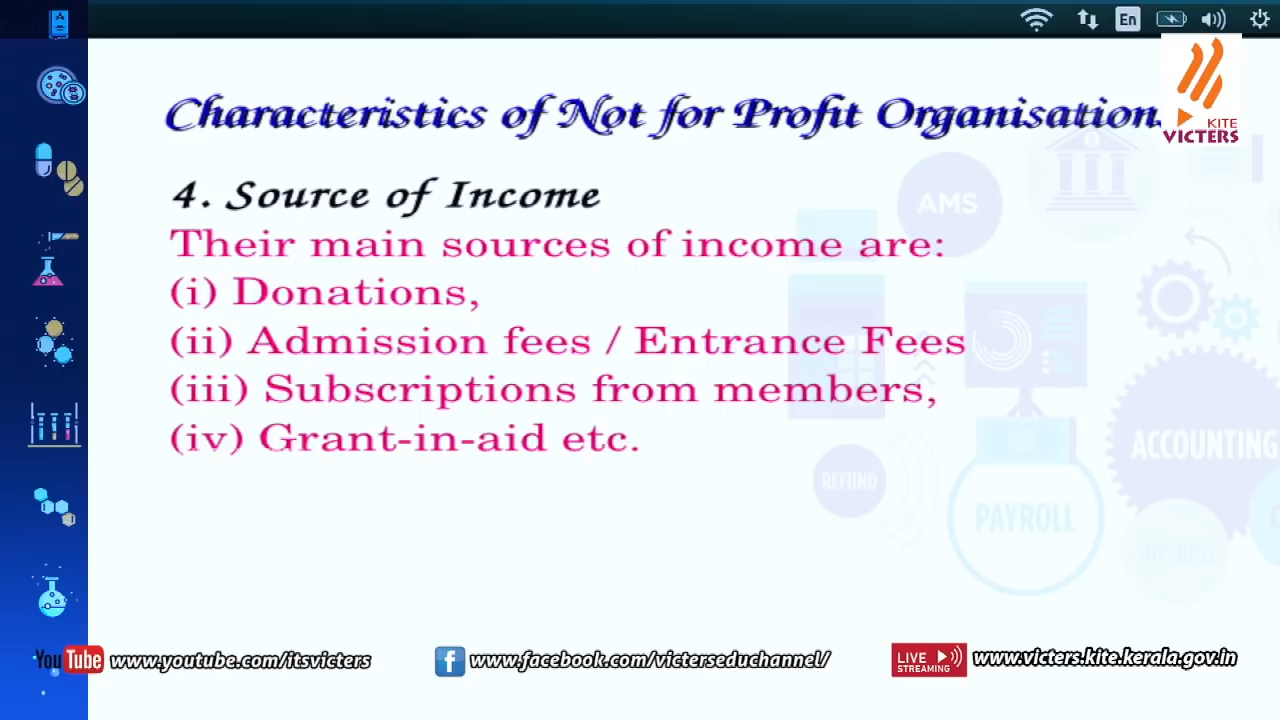 En
KITE
VICTERS
Characteristics of Not for Profit Organisation.
4. Source of Income
Their main sources of income are:
(i) Donations,
(ii) Admission fees / Entrance Fees
(iii) Subscriptions from members,
(iv) Grant-in-aid etc.
AMS
ACCOUNTING
REFUND
PAYROLL
INTEREST
YouTube www.youtube.com/itsvicters
f www.facebook.com/victerseduchannel/
LIVE STREAMING www.victers.kite.kerala.gov.in